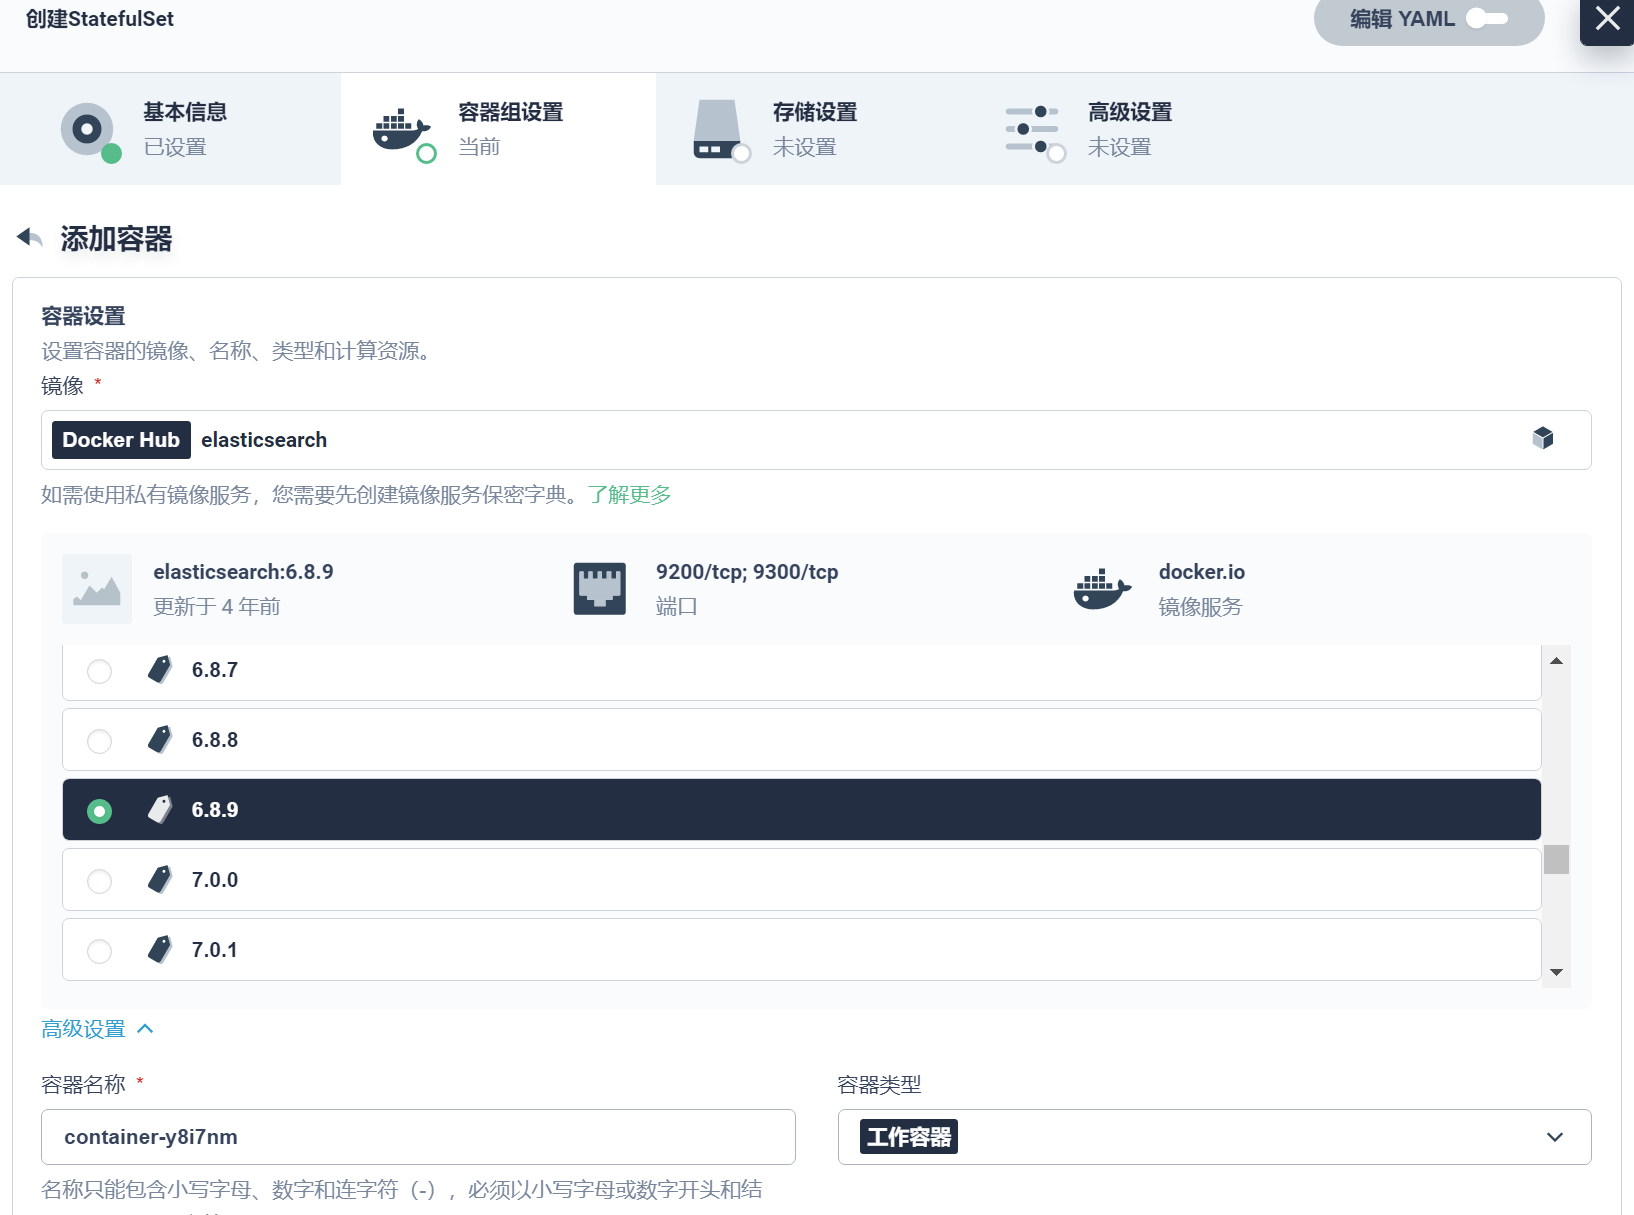 创建StatefulSet
编辑 YAML
基本信息
已设置
容器组设置
当前
存储设置
未设置
高级设置
未设置
添加容器
容器设置
设置容器的镜像、名称、类型和计算资源。
镜像 *
Docker Hub elasticsearch
如需使用私有镜像服务，您需要先创建镜像服务保密字典。了解更多
elasticsearch:6.8.9
更新于 4 年前
9200/tcp; 9300/tcp
端口
docker.io
镜像服务
6.8.7
6.8.8
6.8.9
7.0.0
7.0.1
高级设置
容器名称 *
container-y8i7nm
名称只能包含小写字母、数字和连字符（-），必须以小写字母或数字开头和结
容器类型
工作容器